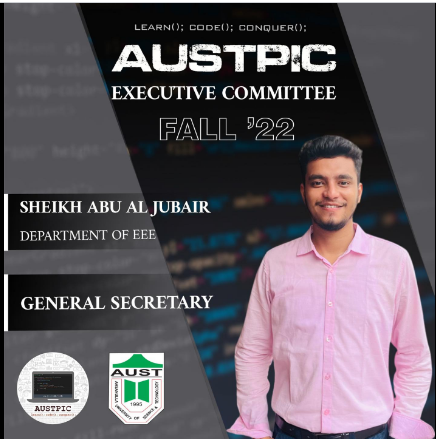 LEARN(); CODE(); CONQUER();
AUSTPIC
EXECUTIVE COMMITTEE
FALL '22
SHEIKH ABU AL JUBAIR
DEPARTMENT OF EEE
GENERAL SECRETARY
AUSTPIC
AUST
1995